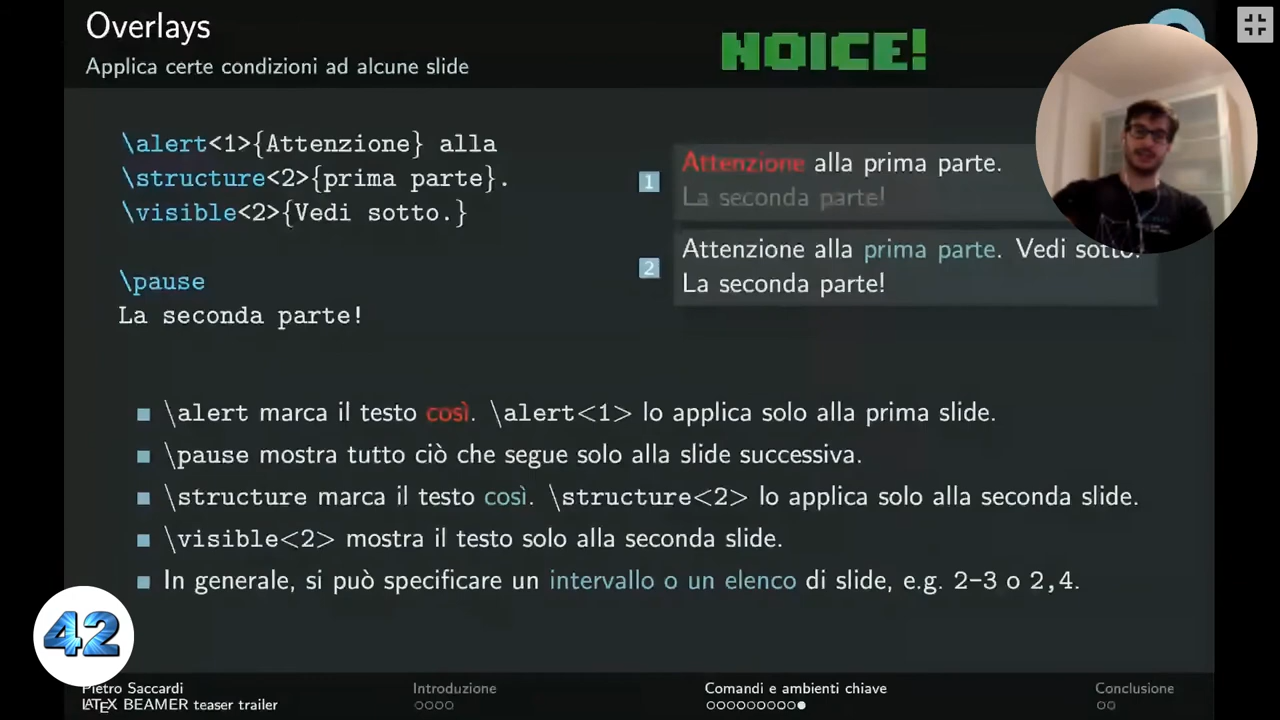 Overlays
NOICE!
Applica certe condizioni ad alcune slide
\alert<1>{Attenzione} alla
\structure<2>{prima parte}.
\visible<2>{Vedi sotto.}
\pause
La seconda parte!
1
Attenzione alla prima parte.
La seconda parte!
2
Attenzione alla prima parte. Vedi sotto.
La seconda parte!
\alert marca il testo così. \alert<1> lo applica solo alla prima slide.
\pause mostra tutto ciò che segue solo alla slide successiva.
\structure marca il testo così. \structure<2> lo applica solo alla seconda slide.
\visible<2> mostra il testo solo alla seconda slide.
In generale, si può specificare un intervallo o un elenco di slide, e.g. 2-3 o 2,4.
42
Pietro Saccardi
LATEX BEAMER teaser trailer
Introduzione
Comandi e ambienti chiave
Conclusione